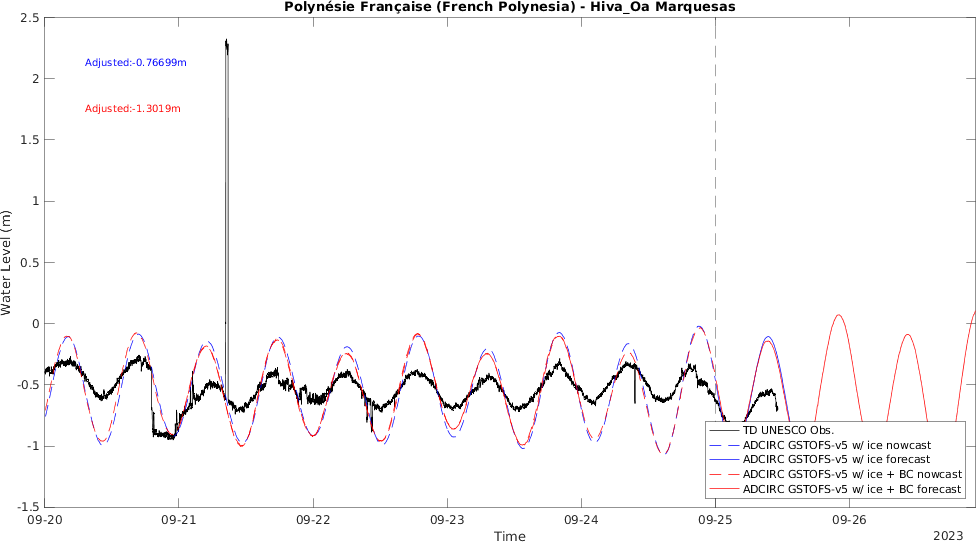 Polynésie Française (French Polynesia) - Hiva_Oa Marquesas
2.5
2
1.5
1
0.5
0
-0.5
-1
-1.5
Water Level (m)
Adjusted:-0.76699m
Adjusted:-1.3019m
TD UNESCO Obs.
ADCIRC GSTOFS-v5 w/ ice nowcast
ADCIRC GSTOFS-v5 w/ ice forecast
ADCIRC GSTOFS-v5 w/ ice + BC nowcast
ADCIRC GSTOFS-v5 w/ ice + BC forecast
09-20 09-21 09-22 09-23 09-24 09-25 09-26
Time
2023